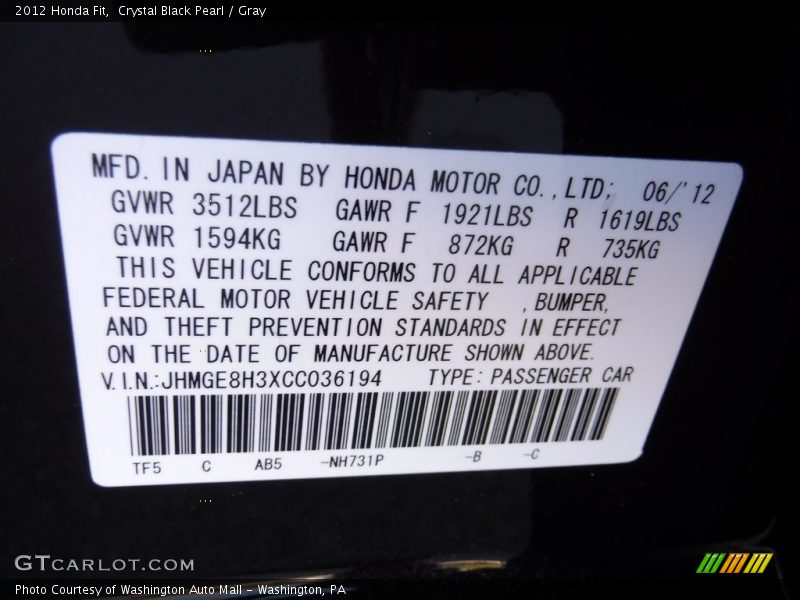 2012 Honda Fit,  Crystal Black Pearl / Gray
MFD. IN JAPAN BY HONDA MOTOR CO.,LTD; 06/'12
GVWR 3512LBS GAWR F 1921LBS R 1619LBS
GVWR 1594KG GAWR F 872KG R 735KG
THIS VEHICLE CONFORMS TO ALL APPLICABLE
FEDERAL MOTOR VEHICLE SAFETY ,BUMPER,
AND THEFT PREVENTION STANDARDS IN EFFECT
ON THE DATE OF MANUFACTURE SHOWN ABOVE.
V.I.N.:JHMGE8H3XCC036194 TYPE: PASSENGER CAR
TF5 C AB5 -NH731P -B -C
GTCARLOT.COM
Photo Courtesy of Washington Auto Mall - Washington, PA